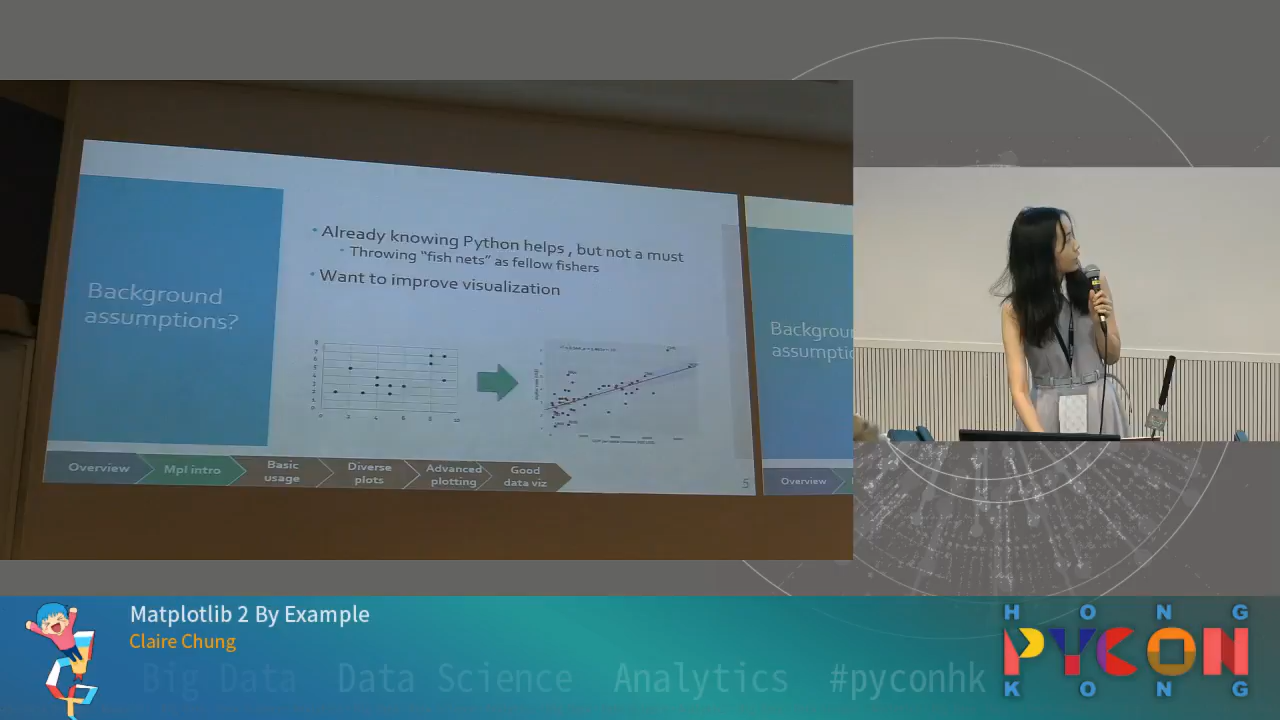 Background
assumptions?
Already knowing Python helps , but not a must
Throwing “fish nets” as fellow fishers
Want to improve visualization
Overview
Mpl intro
Basic
usage
Diverse
plots
Advanced
plotting
Good
data viz
5
Overview
Matplotlib 2 By Example
Claire Chung
Big Data Data Science Analytics #pyconhk
HONG
PYCON
KONG